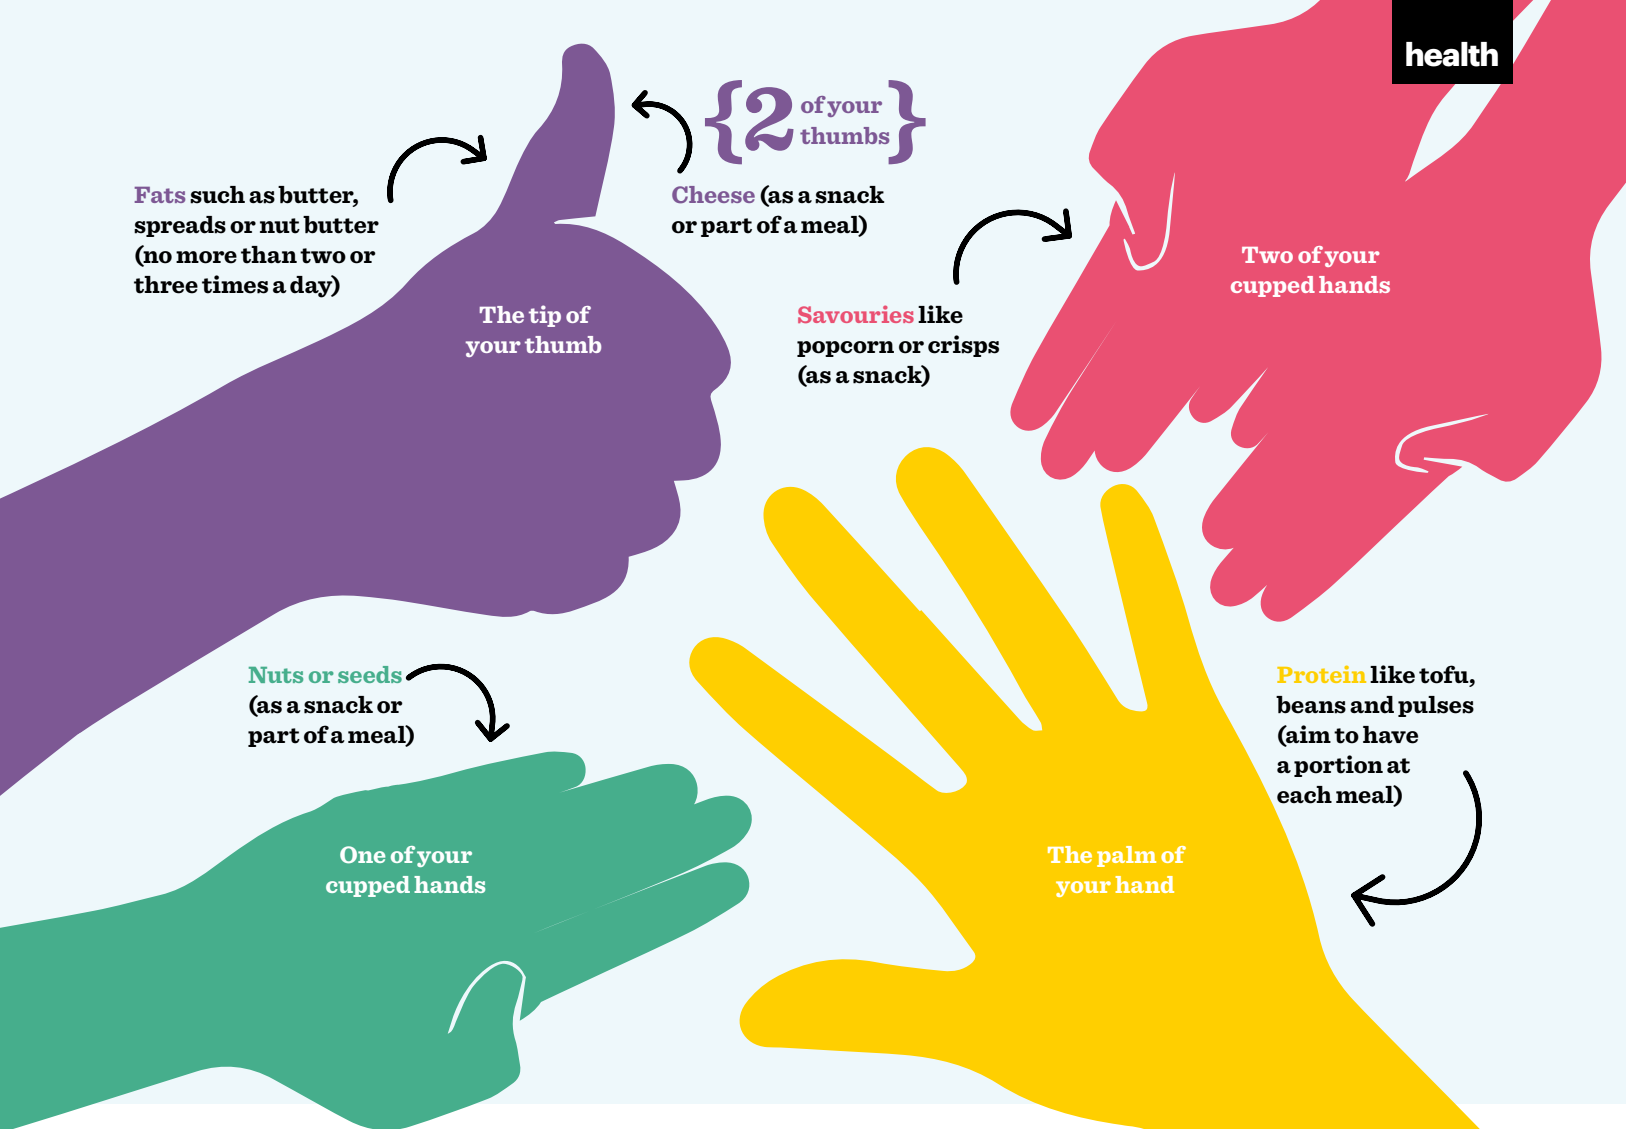 health
{2 of your
thumbs}
Fats such as butter,
spreads or nut butter
(no more than two or
three times a day)
Cheese (as a snack
or part of a meal)
The tip of
your thumb
Savouries like
popcorn or crisps
(as a snack)
Two of your
cupped hands
Nuts or seeds
(as a snack or
part of a meal)
One of your
cupped hands
Protein like tofu,
beans and pulses
(aim to have
a portion at
each meal)
The palm of
your hand